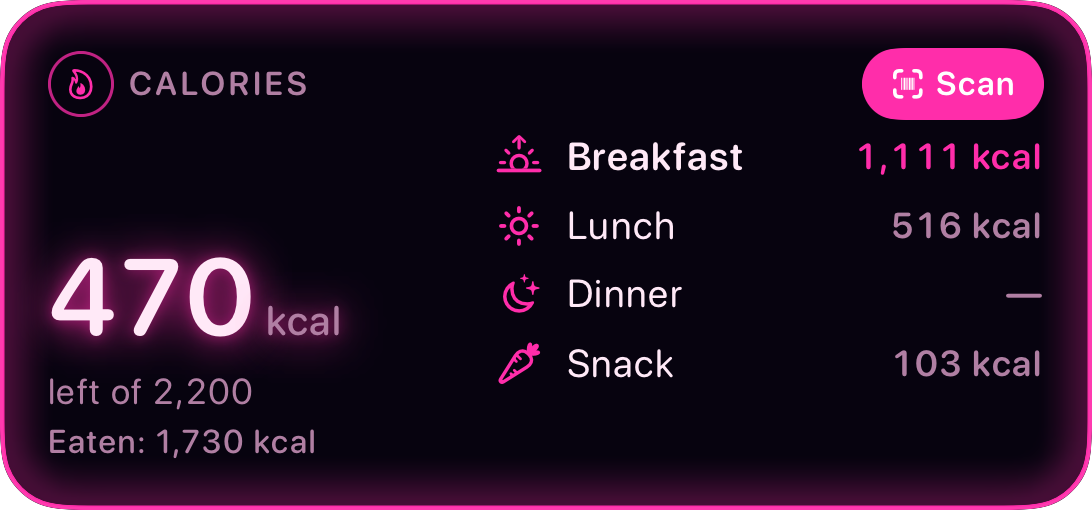 CALORIES
Scan
Breakfast 1,111 kcal
Lunch 516 kcal
Dinner —
Snack 103 kcal
470 kcal
left of 2,200
Eaten: 1,730 kcal